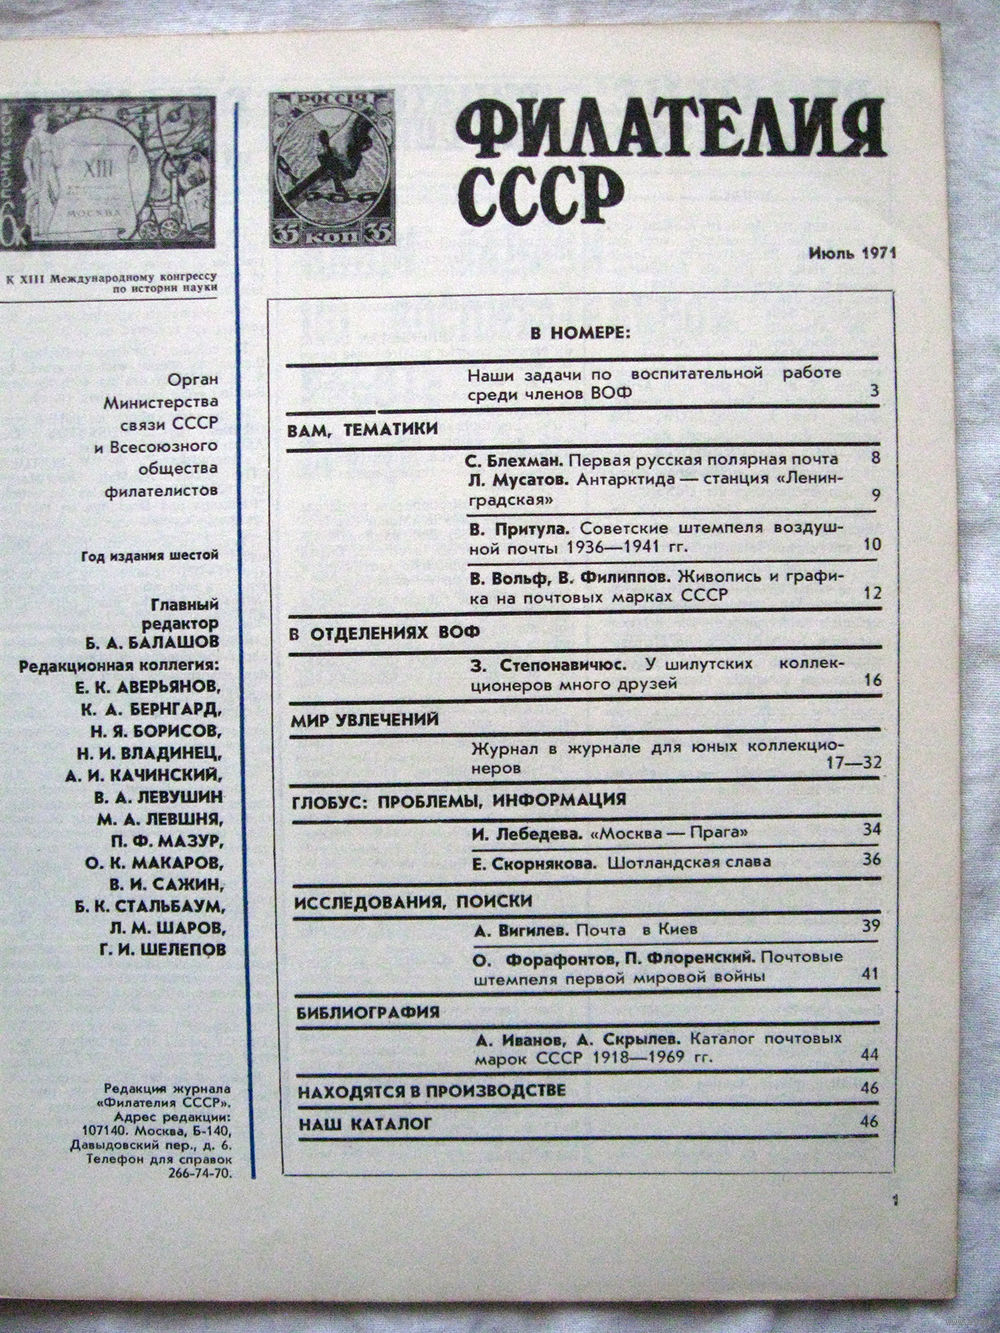 ПОЧТА СССР
XIII
МОСКВА
К XIII Международному конгрессу
по истории науки
Орган
Министерства
связи СССР
и Всесоюзного
общества
филателистов
Год издания шестой
Главный
редактор
Б. А. БАЛАШОВ
Редакционная коллегия:
Е. К. АВЕРЬЯНОВ,
К. А. БЕРНГАРД,
Н. Я. БОРИСОВ,
Н. И. ВЛАДИНЕЦ,
А. И. КАЧИНСКИЙ,
В. А. ЛЕВУШИН
М. А. ЛЕВШНЯ,
П. Ф. МАЗУР,
О. К. МАКАРОВ,
В. И. САЖИН,
Б. К. СТАЛЬБАУМ,
Л. М. ШАРОВ,
Г. И. ШЕЛЕПОВ
Редакция журнала
«Филателия СССР».
Адрес редакции:
107140. Москва, Б-140,
Давыдовский пер., д. 6.
Телефон для справок
266-74-70.
РОССІЯ
35 КОП 35
ФИЛАТЕЛИЯ
СССР
Июль 1971
В НОМЕРЕ:
Наши задачи по воспитательной работе
среди членов ВОФ 3
ВАМ, ТЕМАТИКИ
С. Блехман. Первая русская полярная почта 8
Л. Мусатов. Антарктида — станция «Ленин-
градская» 9
В. Притула. Советские штемпеля воздуш-
ной почты 1936—1941 гг. 10
В. Вольф, В. Филиппов. Живопись и графи-
ка на почтовых марках СССР 12
В ОТДЕЛЕНИЯХ ВОФ
З. Степонавичюс. У шилутских коллек-
ционеров много друзей 16
МИР УВЛЕЧЕНИЙ
Журнал в журнале для юных коллекцио-
неров 17—32
ГЛОБУС: ПРОБЛЕМЫ, ИНФОРМАЦИЯ
И. Лебедева. «Москва — Прага» 34
Е. Скорнякова. Шотландская слава 36
ИССЛЕДОВАНИЯ, ПОИСКИ
А. Вигилев. Почта в Киев 39
О. Форафонтов, П. Флоренский. Почтовые
штемпеля первой мировой войны 41
БИБЛИОГРАФИЯ
А. Иванов, А. Скрылев. Каталог почтовых
марок СССР 1918—1969 гг. 44
НАХОДЯТСЯ В ПРОИЗВОДСТВЕ 46
НАШ КАТАЛОГ 46
1